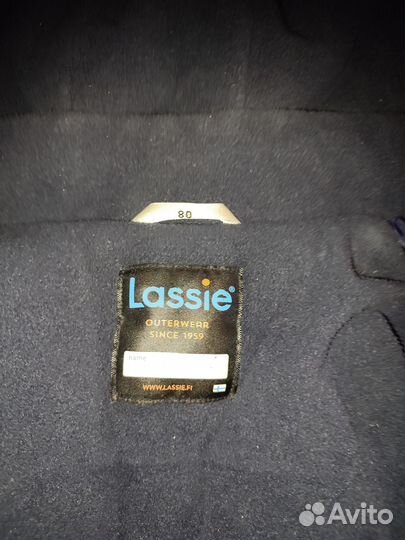 80
Lassie®
OUTERWEAR
SINCE 1959
name
WWW.LASSIE.FI
Avito